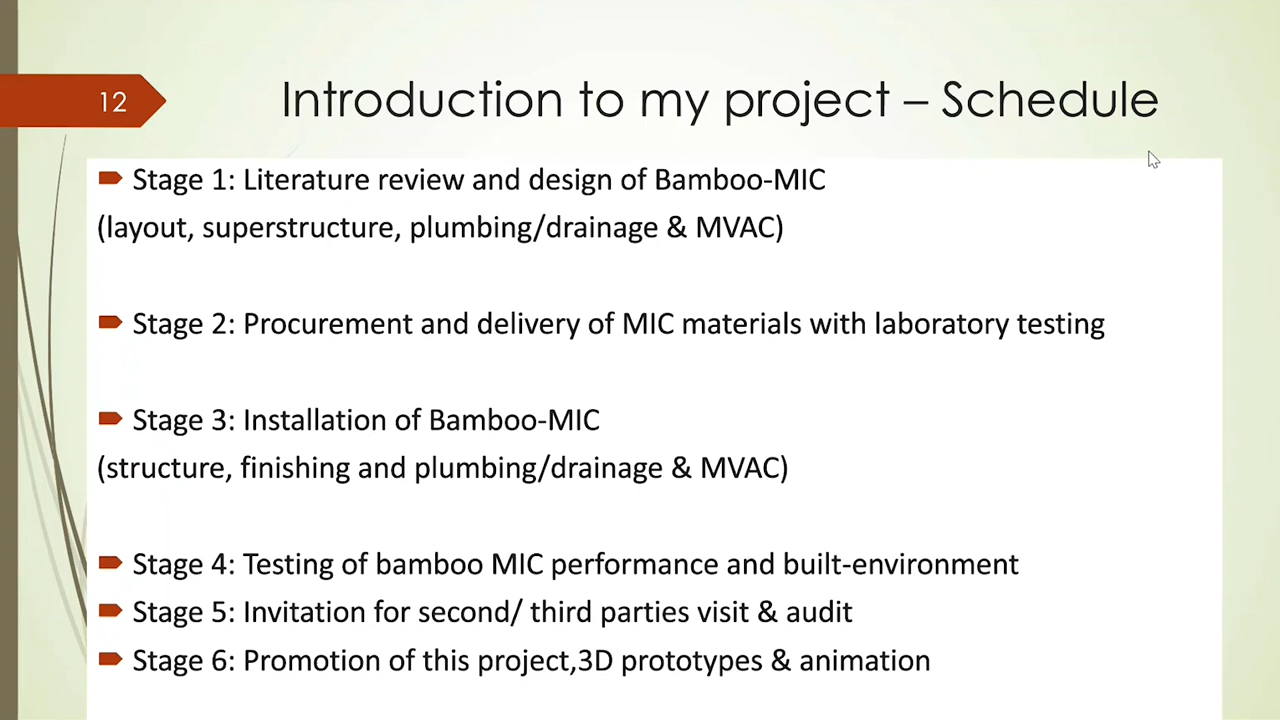 12
Introduction to my project – Schedule
Stage 1: Literature review and design of Bamboo-MIC
(layout, superstructure, plumbing/drainage & MVAC)
Stage 2: Procurement and delivery of MIC materials with laboratory testing
Stage 3: Installation of Bamboo-MIC
(structure, finishing and plumbing/drainage & MVAC)
Stage 4: Testing of bamboo MIC performance and built-environment
Stage 5: Invitation for second/ third parties visit & audit
Stage 6: Promotion of this project,3D prototypes & animation